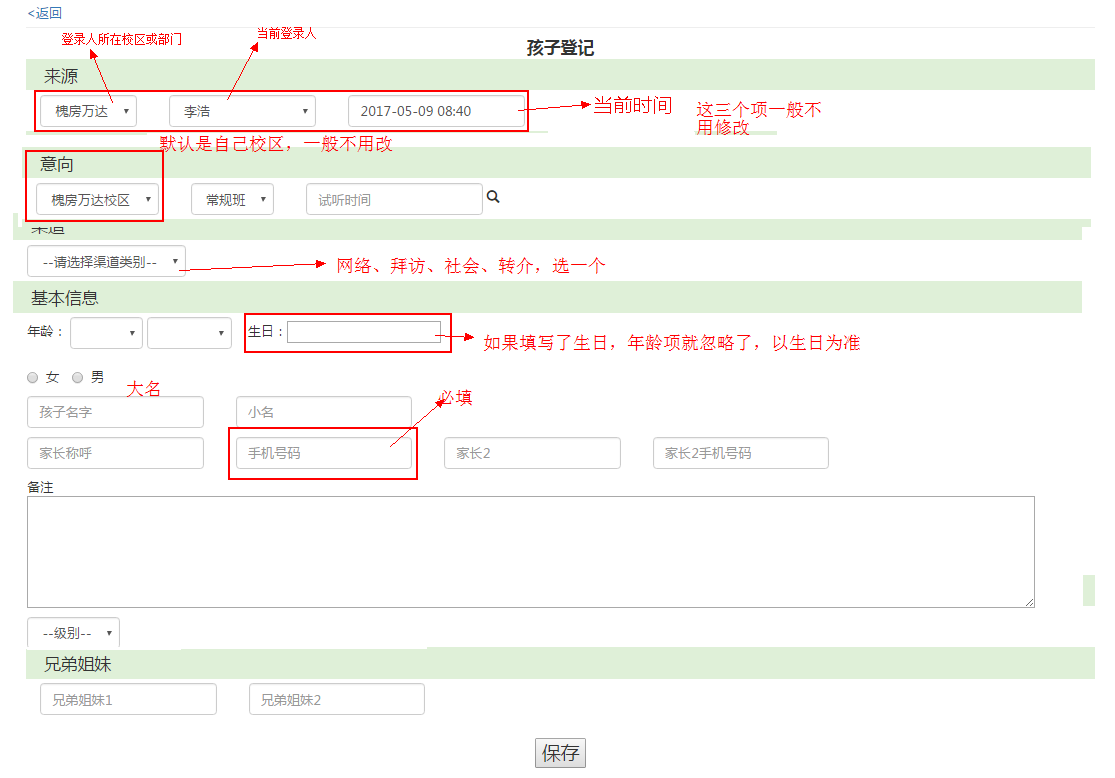 <返回
登录人所在校区或部门
当前登录人
孩子登记
来源
槐房万达
李浩
2017-05-09 08:40
当前时间
这三个项一般不
用修改
默认是自己校区，一般不用改
意向
槐房万达校区
常规班
试听时间
渠道
--请选择渠道类别--
网络、拜访、社会、转介，选一个
基本信息
年龄：
生日：
如果填写了生日，年龄项就忽略了，以生日为准
女
男
大名
必填
孩子名字
小名
家长称呼
手机号码
家长2
家长2手机号码
备注
--级别--
兄弟姐妹
兄弟姐妹1
兄弟姐妹2
保存